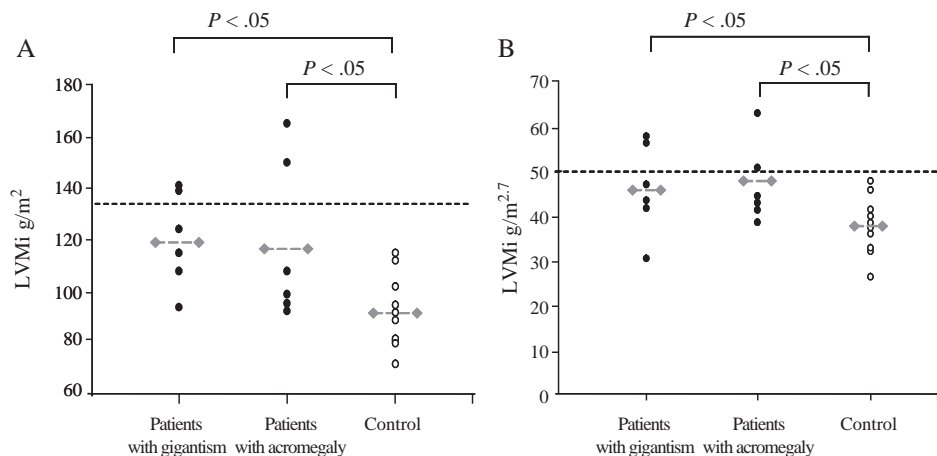 A
P < .05
P < .05
180
160
140
120
100
80
60
LVMi g/m²
Patients
with gigantism
Patients
with acromegaly
Control
B
P < .05
P < .05
70
60
50
40
30
20
10
0
LVMi g/m²·⁷
Patients
with gigantism
Patients
with acromegaly
Control